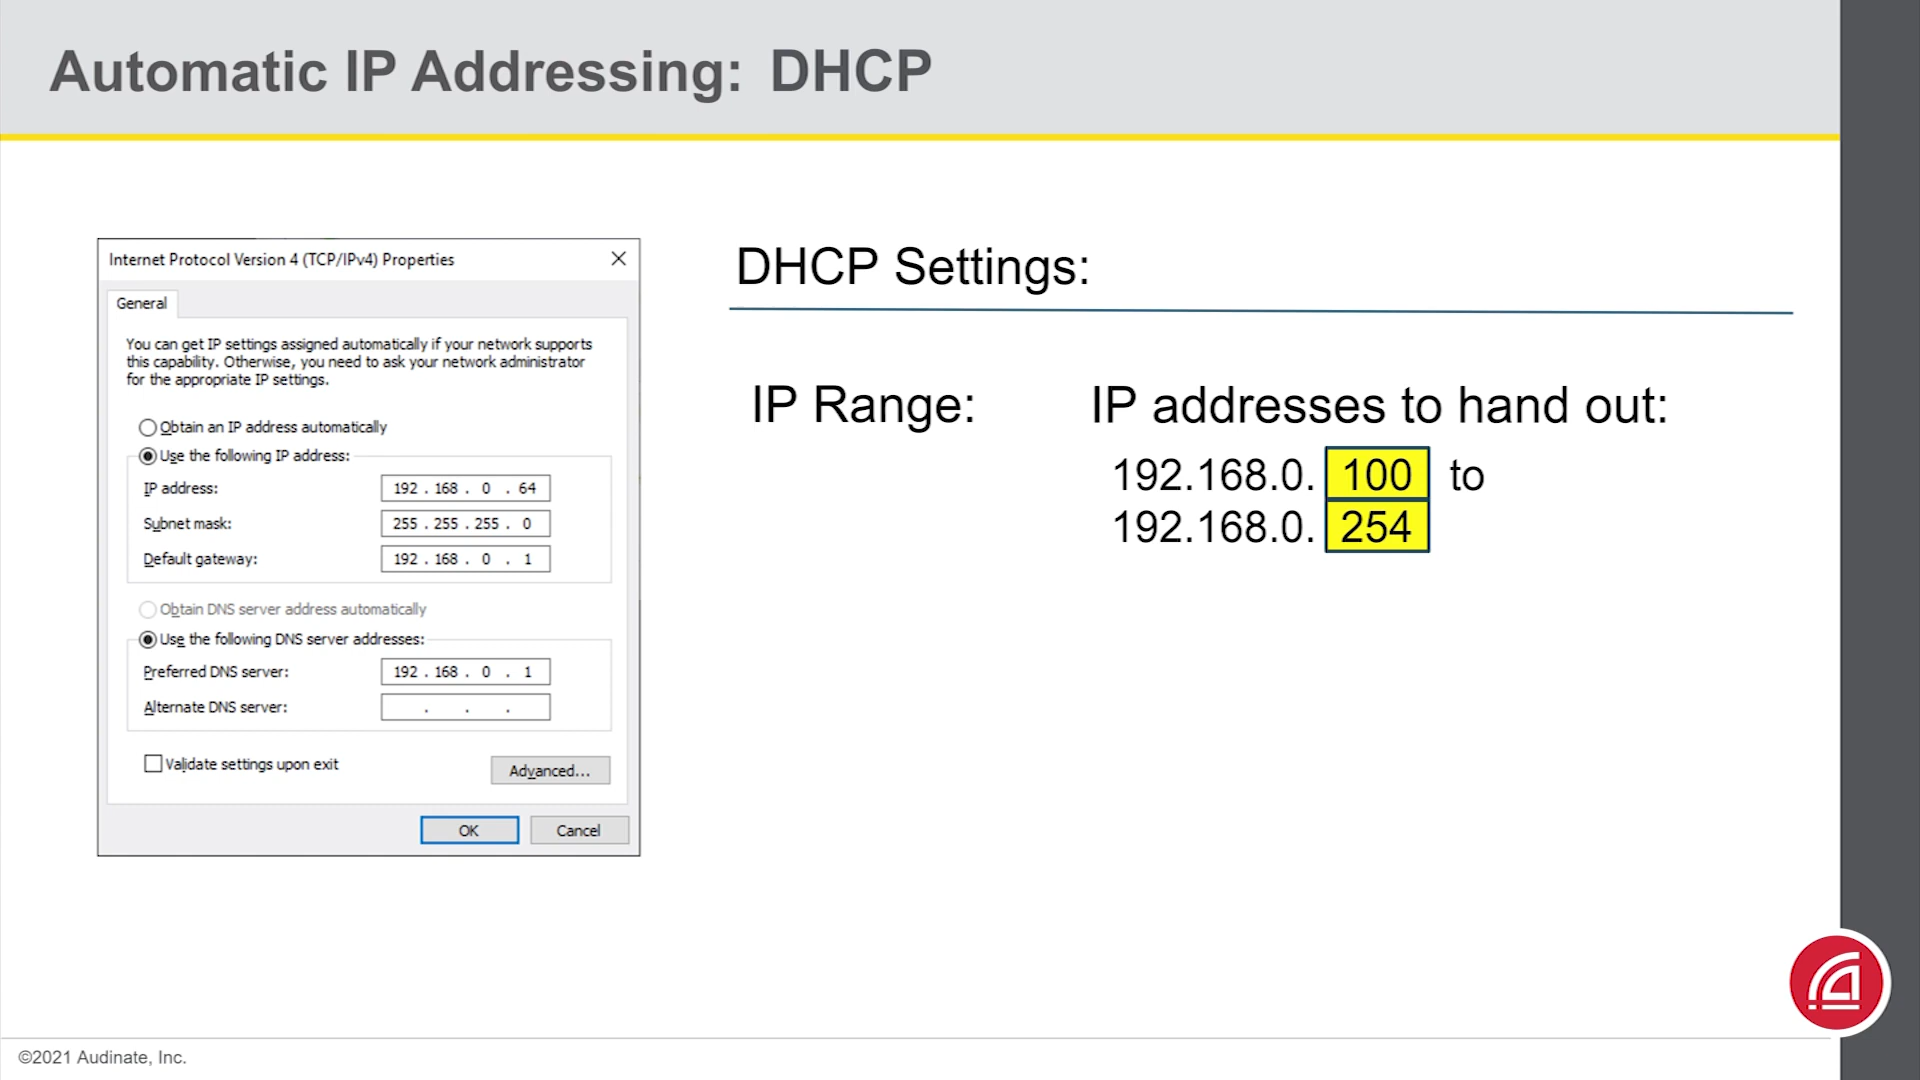 Automatic IP Addressing: DHCP
Internet Protocol Version 4 (TCP/IPv4) Properties
General
You can get IP settings assigned automatically if your network supports
this capability. Otherwise, you need to ask your network administrator
for the appropriate IP settings.
Obtain an IP address automatically
Use the following IP address:
IP address: 192 . 168 . 0 . 64
Subnet mask: 255 . 255 . 255 . 0
Default gateway: 192 . 168 . 0 . 1
Obtain DNS server address automatically
Use the following DNS server addresses:
Preferred DNS server: 192 . 168 . 0 . 1
Alternate DNS server: . . .
Validate settings upon exit
Advanced...
OK Cancel
DHCP Settings:
IP Range: IP addresses to hand out:
192.168.0. 100 to
192.168.0. 254
©2021 Audinate, Inc.